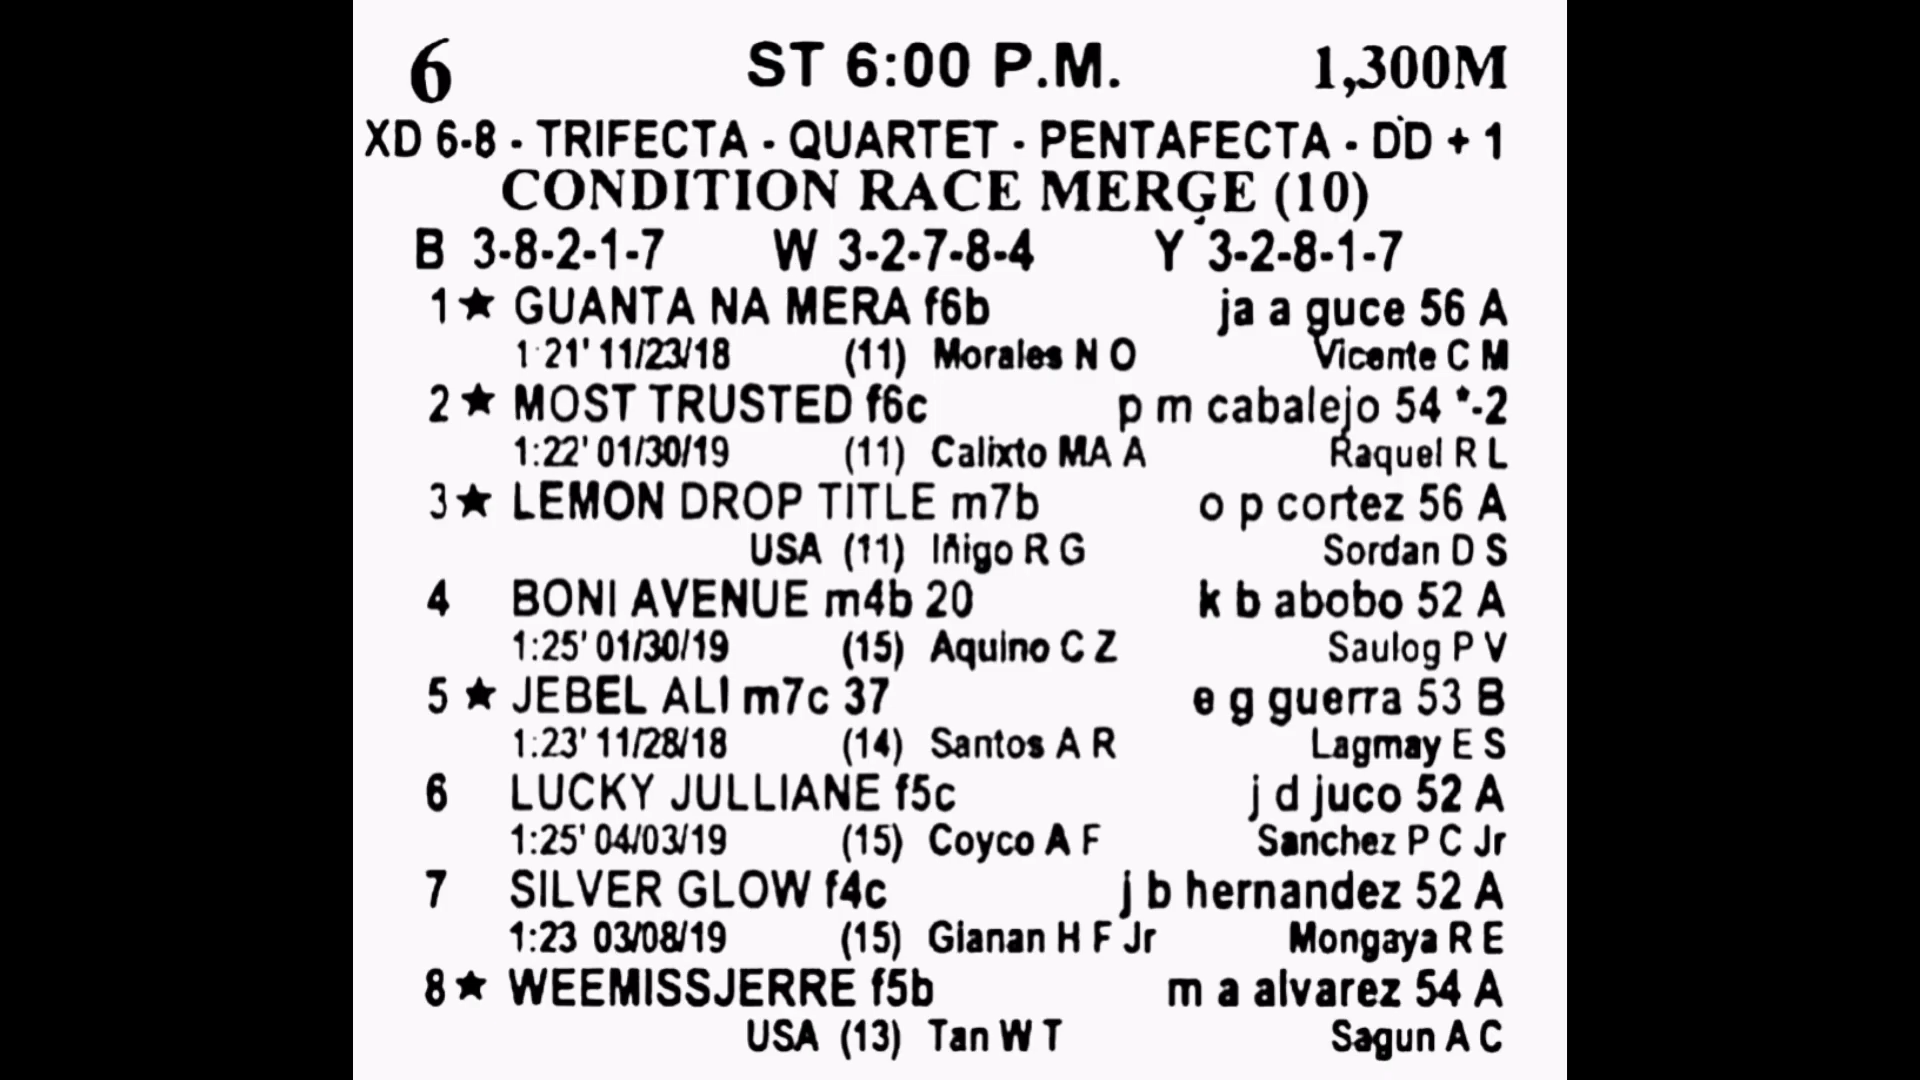 6 ST 6:00 P.M. 1,300M
XD 6-8 - TRIFECTA - QUARTET - PENTAFECTA - DD + 1
CONDITION RACE MERGE (10)
B 3-8-2-1-7 W 3-2-7-8-4 Y 3-2-8-1-7
1 ★ GUANTA NA MERA f6b ja a guce 56 A
1:21' 11/23/18 (11) Morales N O Vicente C M
2 ★ MOST TRUSTED f6c p m cabalejo 54 *-2
1:22' 01/30/19 (11) Calixto MA A Raquel R L
3 ★ LEMON DROP TITLE m7b o p cortez 56 A
USA (11) Iñigo R G Sordan D S
4 BONI AVENUE m4b 20 k b abobo 52 A
1:25' 01/30/19 (15) Aquino C Z Saulog P V
5 ★ JEBEL ALI m7c 37 e g guerra 53 B
1:23' 11/28/18 (14) Santos A R Lagmay E S
6 LUCKY JULLIANE f5c j d juco 52 A
1:25' 04/03/19 (15) Coyco A F Sanchez P C Jr
7 SILVER GLOW f4c j b hernandez 52 A
1:23 03/08/19 (15) Gianan H F Jr Mongaya R E
8 ★ WEEMISSJERRE f5b m a alvarez 54 A
USA (13) Tan W T Sagun A C